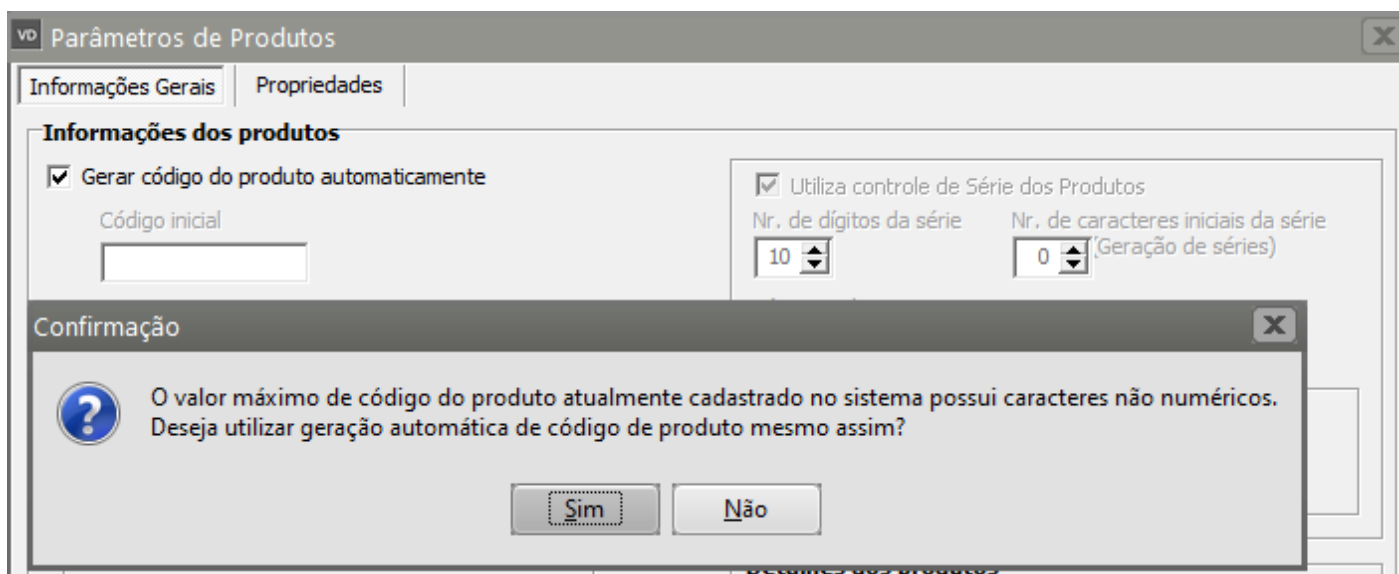 VD Parâmetros de Produtos
Informações Gerais Propriedades
Informações dos produtos
Gerar código do produto automaticamente
Código inicial
Utiliza controle de Série dos Produtos
Nr. de dígitos da série Nr. de caracteres iniciais da série
(Geração de séries)
10 0
Confirmação
O valor máximo de código do produto atualmente cadastrado no sistema possui caracteres não numéricos.
Deseja utilizar geração automática de código de produto mesmo assim?
Sim Não